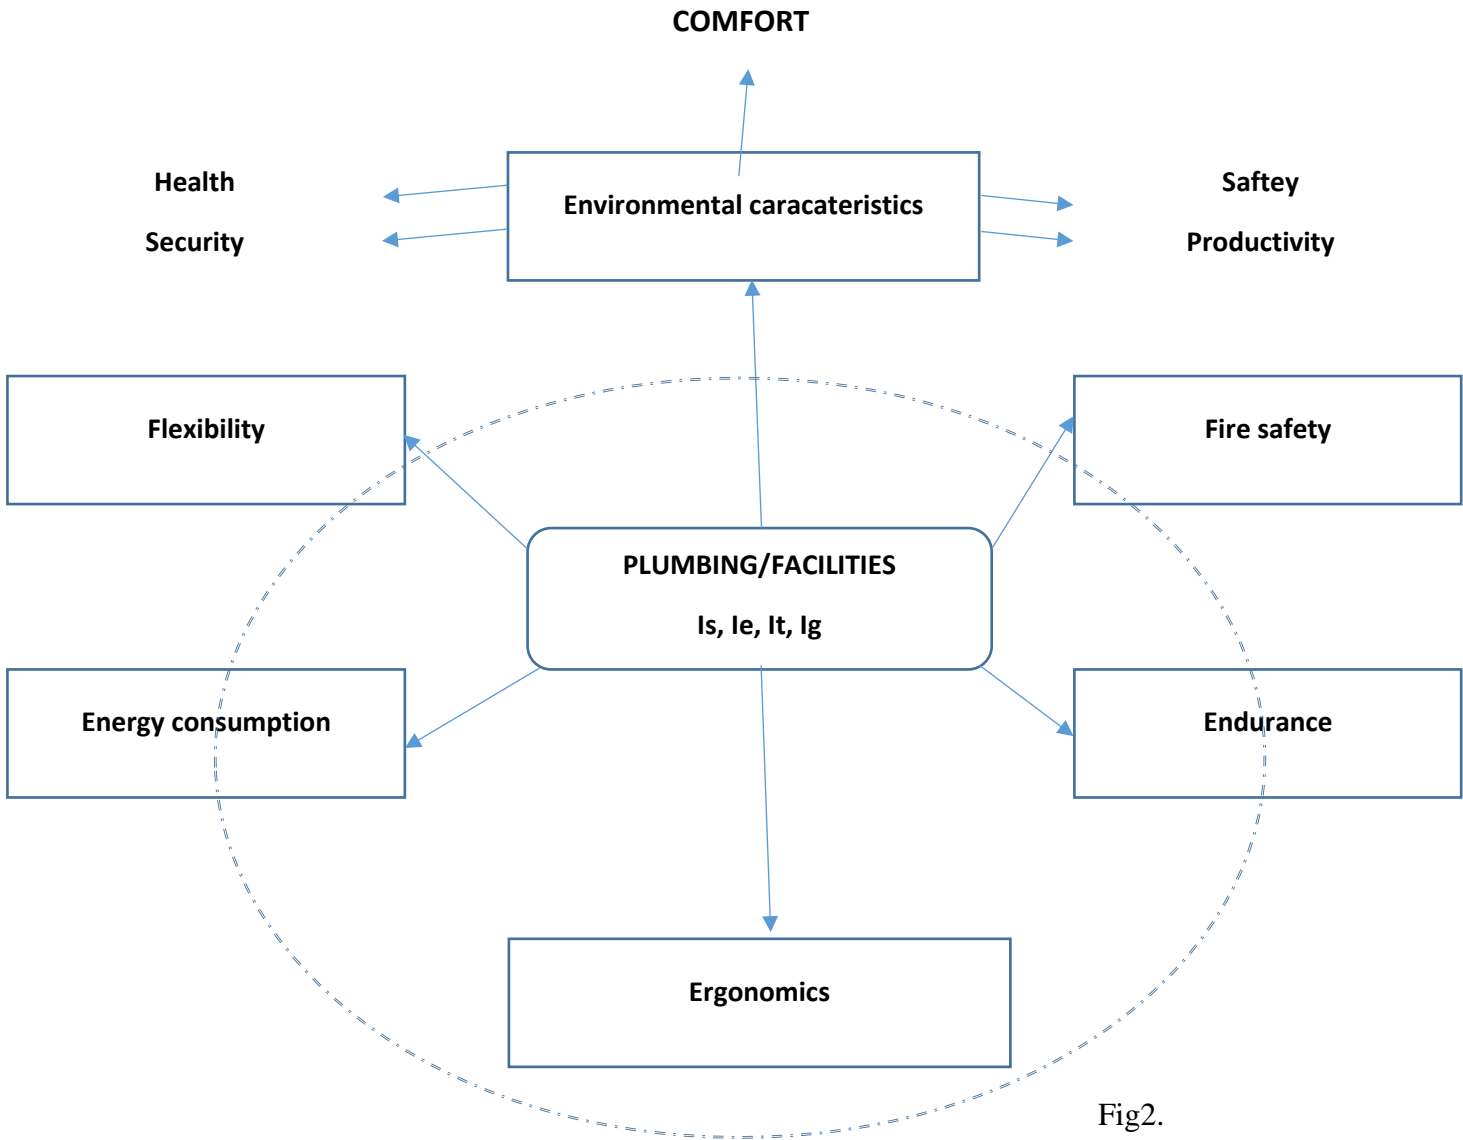 COMFORT
Health
Security
Environmental caracateristics
Saftey
Productivity
Flexibility
Fire safety
PLUMBING/FACILITIES
Is, Ie, It, Ig
Energy consumption
Endurance
Ergonomics
Fig2.